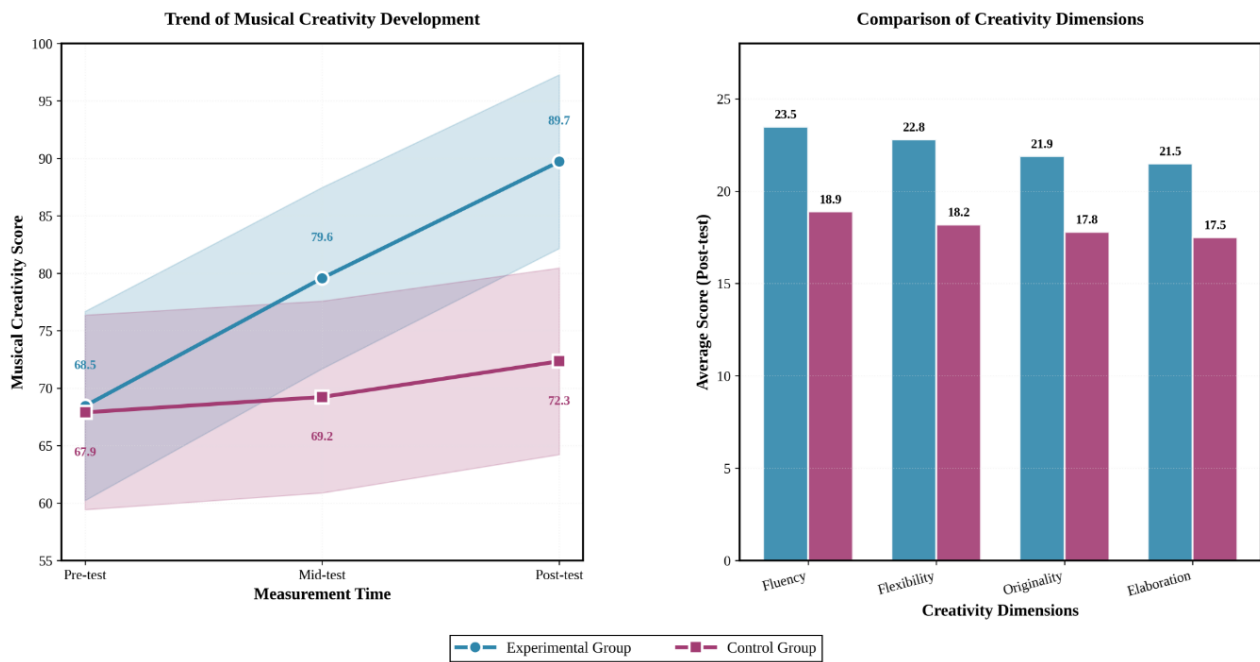 Trend of Musical Creativity Development
Musical Creativity Score
100
95
90
85
80
75
70
65
60
55
68.5
79.6
89.7
67.9
69.2
72.3
Pre-test
Mid-test
Post-test
Measurement Time
Comparison of Creativity Dimensions
Average Score (Post-test)
25
20
15
10
5
0
23.5
18.9
22.8
18.2
21.9
17.8
21.5
17.5
Fluency
Flexibility
Originality
Elaboration
Creativity Dimensions
Experimental Group
Control Group